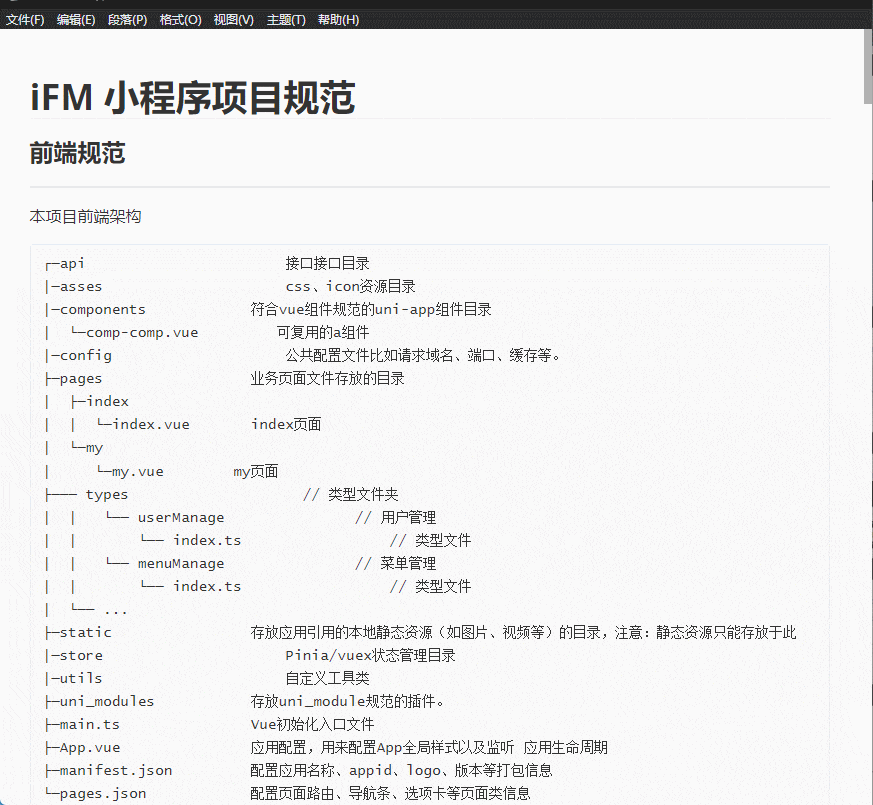 文件(F) 编辑(E) 段落(P) 格式(O) 视图(V) 主题(T) 帮助(H)
iFM 小程序项目规范
前端规范
本项目前端架构
┌─api                       接口接口目录
|─asses                     css、icon资源目录
|─components            符合vue组件规范的uni-app组件目录
|  └─comp-comp.vue         可复用的a组件
|─config                    公共配置文件比如请求域名、端口、缓存等。
├─pages                 业务页面文件存放的目录
|  ├─index
|  |  └─index.vue       index页面
|  └─my
|     └─my.vue        my页面
├── types                    // 类型文件夹
|  |   └── userManage               // 用户管理
|  |       └── index.ts                 // 类型文件
|  |   └── menuManage               // 菜单管理
|  |       └── index.ts                 // 类型文件
|  └── ...
├─static                存放应用引用的本地静态资源（如图片、视频等）的目录，注意：静态资源只能存放于此
|─store                     Pinia/vuex状态管理目录
|─utils                     自定义工具类
├─uni_modules           存放uni_module规范的插件。
├─main.ts               Vue初始化入口文件
├─App.vue               应用配置，用来配置App全局样式以及监听 应用生命周期
├─manifest.json         配置应用名称、appid、logo、版本等打包信息
└─pages.json            配置页面路由、导航条、选项卡等页面类信息